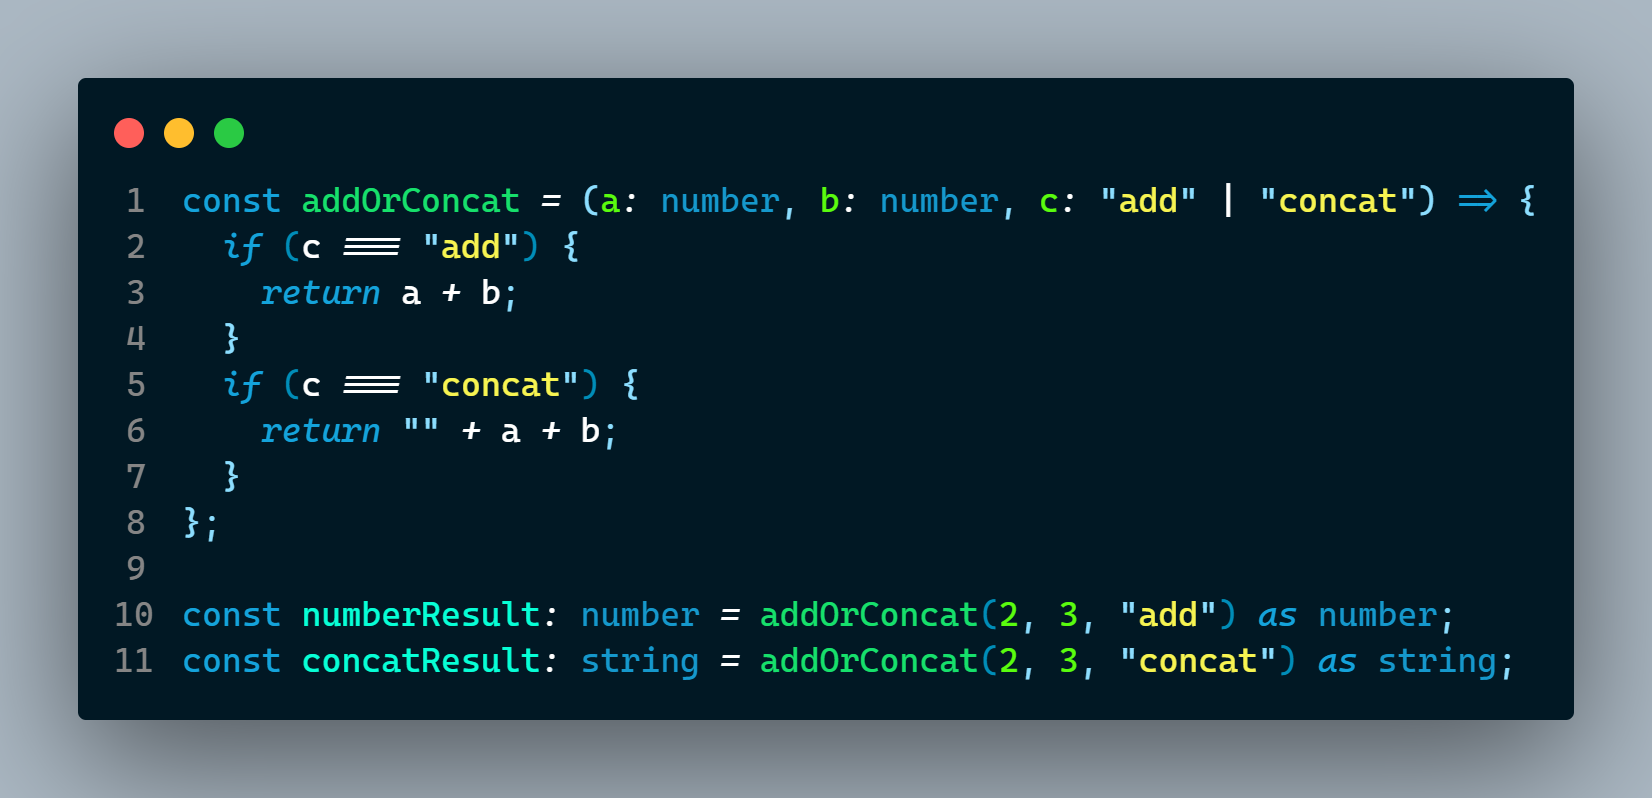 1 const addOrConcat = (a: number, b: number, c: "add" | "concat") => {
2   if (c === "add") {
3     return a + b;
4   }
5   if (c === "concat") {
6     return "" + a + b;
7   }
8 };
9
10 const numberResult: number = addOrConcat(2, 3, "add") as number;
11 const concatResult: string = addOrConcat(2, 3, "concat") as string;